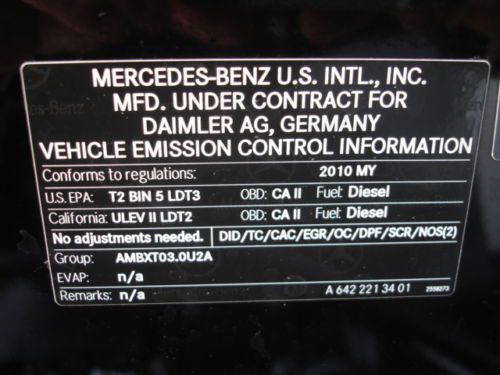 MERCEDES-BENZ U.S. INTL., INC.
MFD. UNDER CONTRACT FOR
DAIMLER AG, GERMANY
VEHICLE EMISSION CONTROL INFORMATION
Conforms to regulations: 2010 MY
U.S. EPA: T2 BIN 5 LDT3 OBD: CA II Fuel: Diesel
California: ULEV II LDT2 OBD: CA II Fuel: Diesel
No adjustments needed. DID/TC/CAC/EGR/OC/DPF/SCR/NOS(2)
Group: AMBXT03.0U2A
EVAP: n/a
Remarks: n/a A 642 221 34 01 2558273